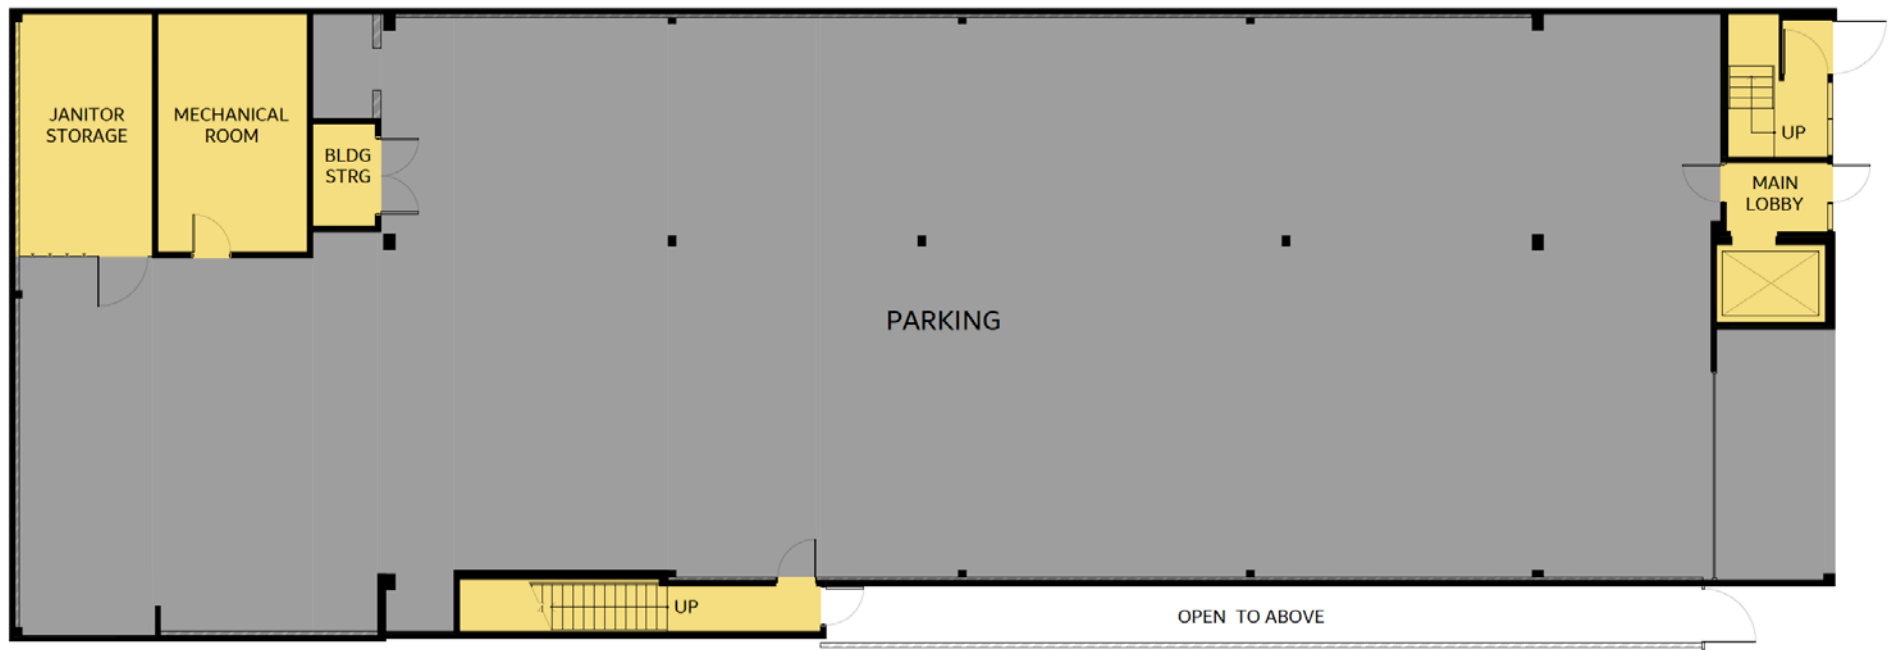 JANITOR
STORAGE
MECHANICAL
ROOM
BLDG
STRG
UP
MAIN
LOBBY
PARKING
UP
OPEN TO ABOVE